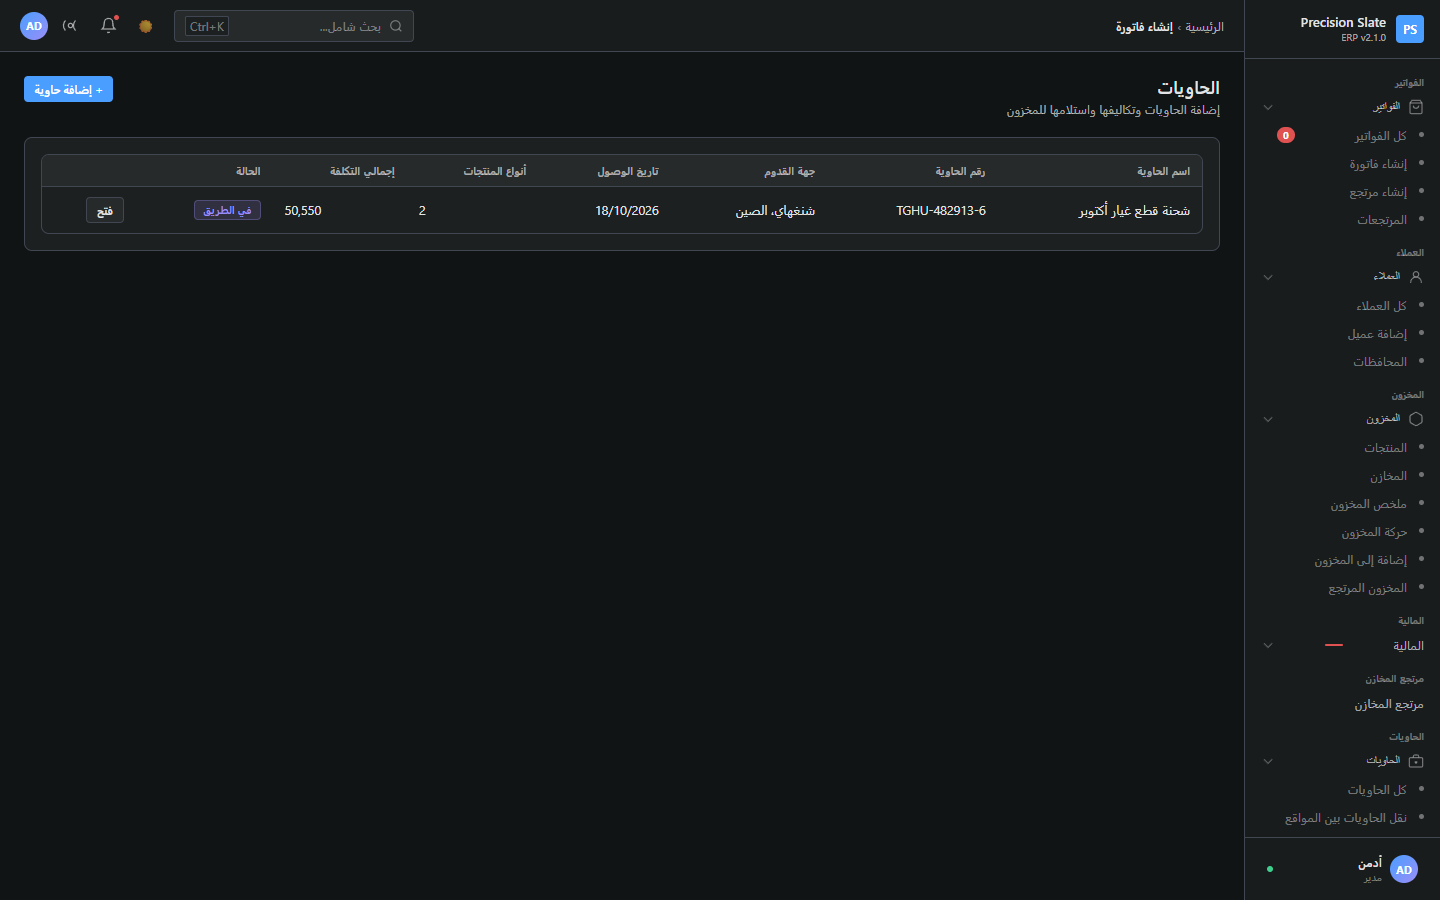 Precision Slate
ERP v2.1.0
PS
الرئيسية › إنشاء فاتورة
بحث شامل...
Ctrl+K
AD
الفواتير
الفواتير
كل الفواتير
0
إنشاء فاتورة
إنشاء مرتجع
المرتجعات
العملاء
العملاء
كل العملاء
إضافة عميل
المحافظات
المخزون
المخزون
المنتجات
المخازن
ملخص المخزون
حركة المخزون
إضافة إلى المخزون
المخزون المرتجع
المالية
المالية
مرتجع المخازن
مرتجع المخازن
الحاويات
الحاويات
كل الحاويات
نقل الحاويات بين المواقع
أدمن
مدير
AD
الحاويات
إضافة الحاويات وتكاليفها واستلامها للمخزون
+ إضافة حاوية
اسم الحاوية رقم الحاوية جهة القدوم تاريخ الوصول أنواع المنتجات إجمالي التكلفة الحالة
شحنة قطع غيار أكتوبر TGHU-482913-6 شنغهاي، الصين 18/10/2026 2 50,550 في الطريق فتح